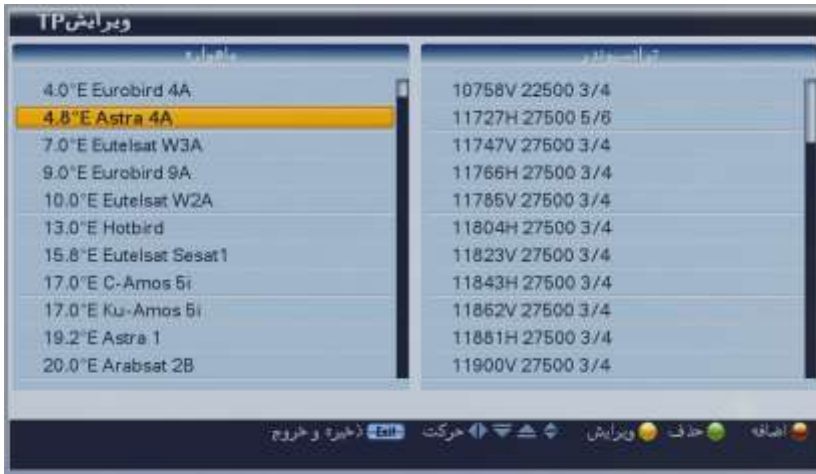 ویرایشTP
ماهواره
4.0°E Eurobird 4A
4.8°E Astra 4A
7.0°E Eutelsat W3A
9.0°E Eurobird 9A
10.0°E Eutelsat W2A
13.0°E Hotbird
15.8°E Eutelsat Sesat1
17.0°E C-Amos 5i
17.0°E Ku-Amos 5i
19.2°E Astra 1
20.0°E Arabsat 2B
ترانسپوندر
10758V 22500 3/4
11727H 27500 5/6
11747V 27500 3/4
11766H 27500 3/4
11785V 27500 3/4
11804H 27500 3/4
11823V 27500 3/4
11843H 27500 3/4
11862V 27500 3/4
11881H 27500 3/4
11900V 27500 3/4
اضافه حذف ویرایش حرکت Exit ذخیره و خروج